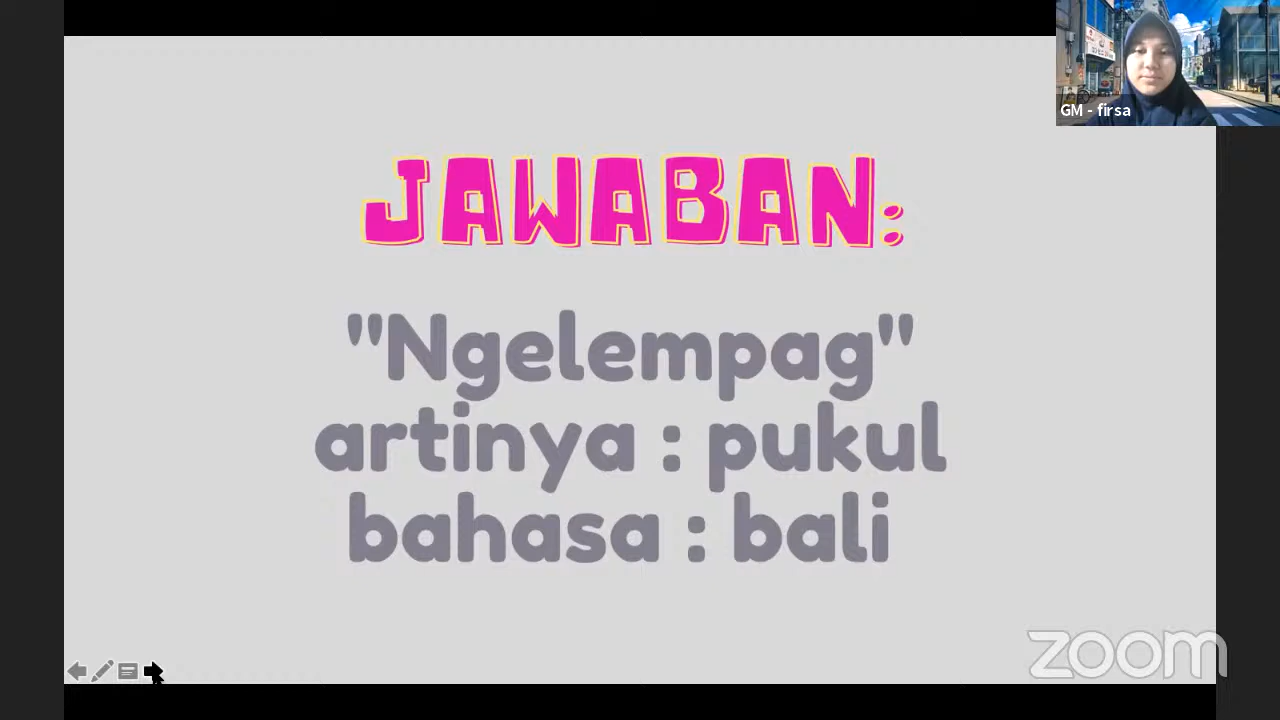 GM - firsa
JAWABAN:
"Ngelempag"
artinya : pukul
bahasa : bali
zoom